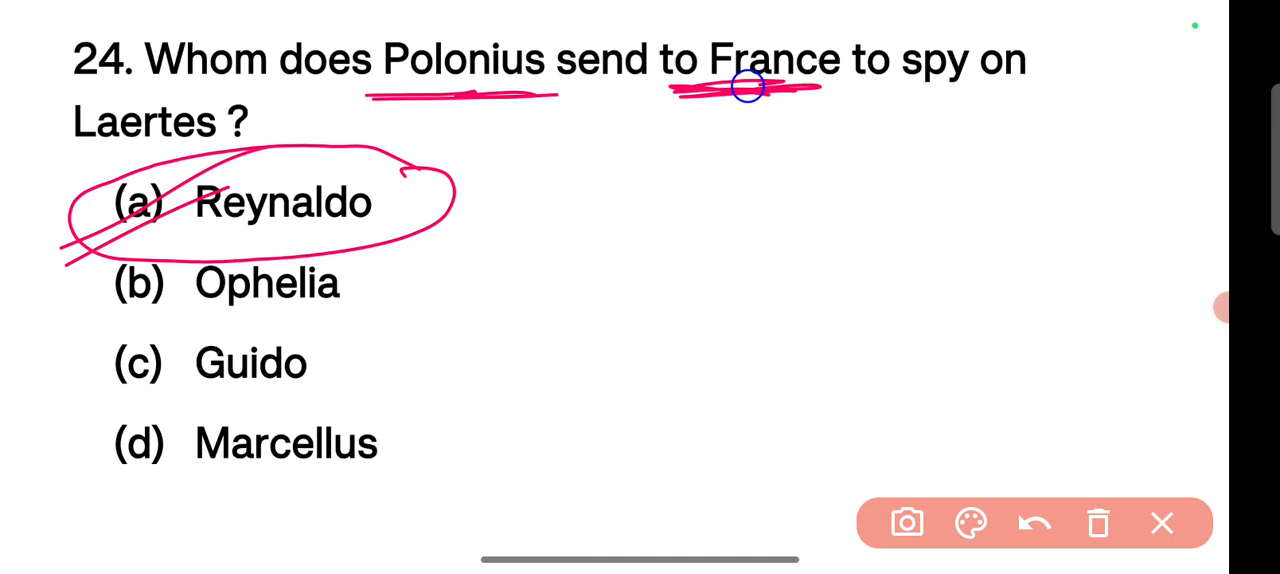 24. Whom does Polonius send to France to spy on
Laertes ?
(a) Reynaldo
(b) Ophelia
(c) Guido
(d) Marcellus